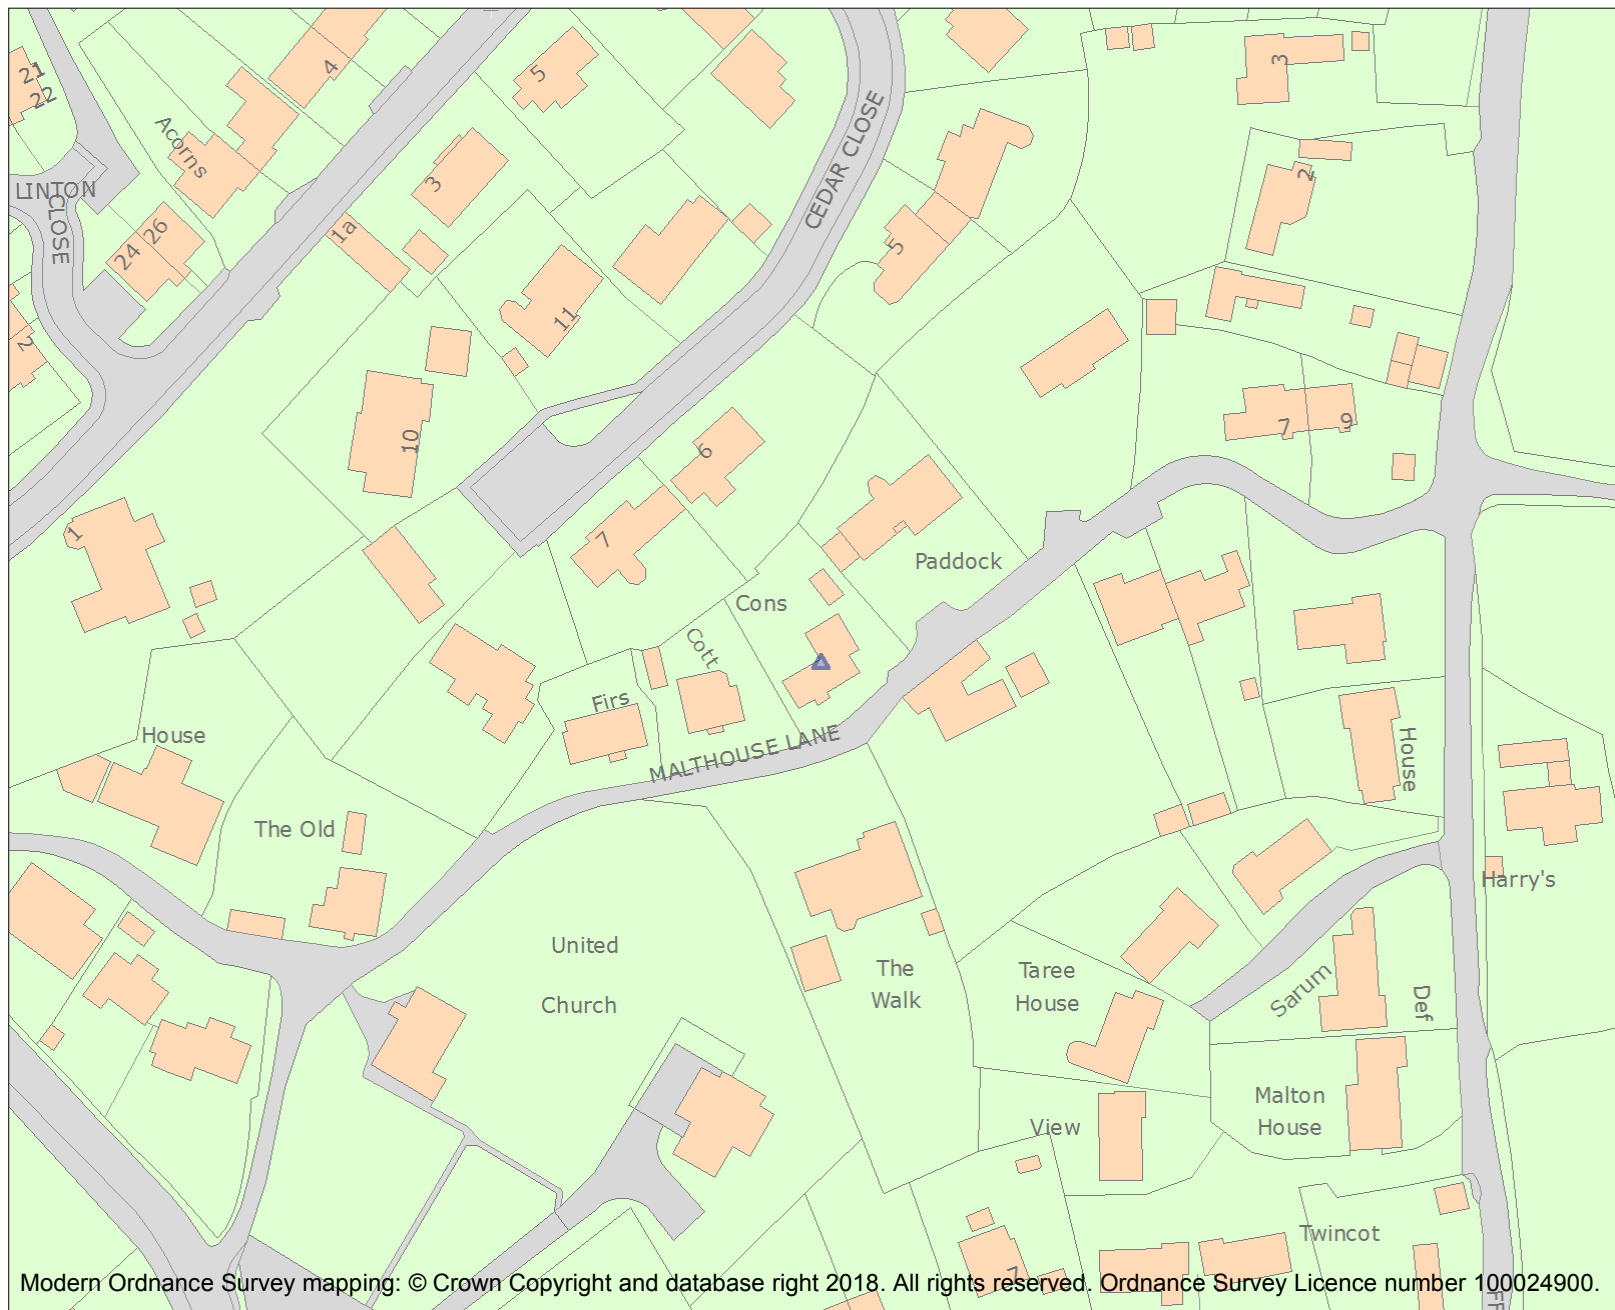 21
22
4
5
3
Acorns
CEDAR CLOSE
3
2
LINTON
CLOSE
24
26
1a
5
11
2
10
6
7
9
7
1
Paddock
Cons
Cott
Firs
MALTHOUSE LANE
House
House
The Old
Harry's
United
Church
The
Walk
Taree
House
Sarum
Def
Malton
House
View
Twincot
7
Modern Ordnance Survey mapping: © Crown Copyright and database right 2018. All rights reserved. Ordnance Survey Licence number 100024900.